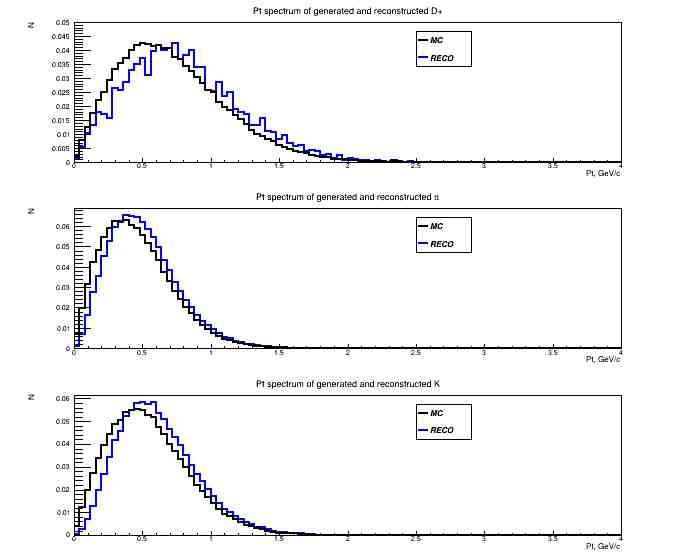 Pt spectrum of generated and reconstructed D+
N
0.05
0.045
0.04
0.035
0.03
0.025
0.02
0.015
0.01
0.005
0
MC
RECO
0 0.5 1 1.5 2 2.5 3 3.5 4
Pt, GeV/c
Pt spectrum of generated and reconstructed π
N
0.06
0.05
0.04
0.03
0.02
0.01
0
MC
RECO
0 0.5 1 1.5 2 2.5 3 3.5 4
Pt, GeV/c
Pt spectrum of generated and reconstructed K
N
0.06
0.05
0.04
0.03
0.02
0.01
0
MC
RECO
0 0.5 1 1.5 2 2.5 3 3.5 4
Pt, GeV/c